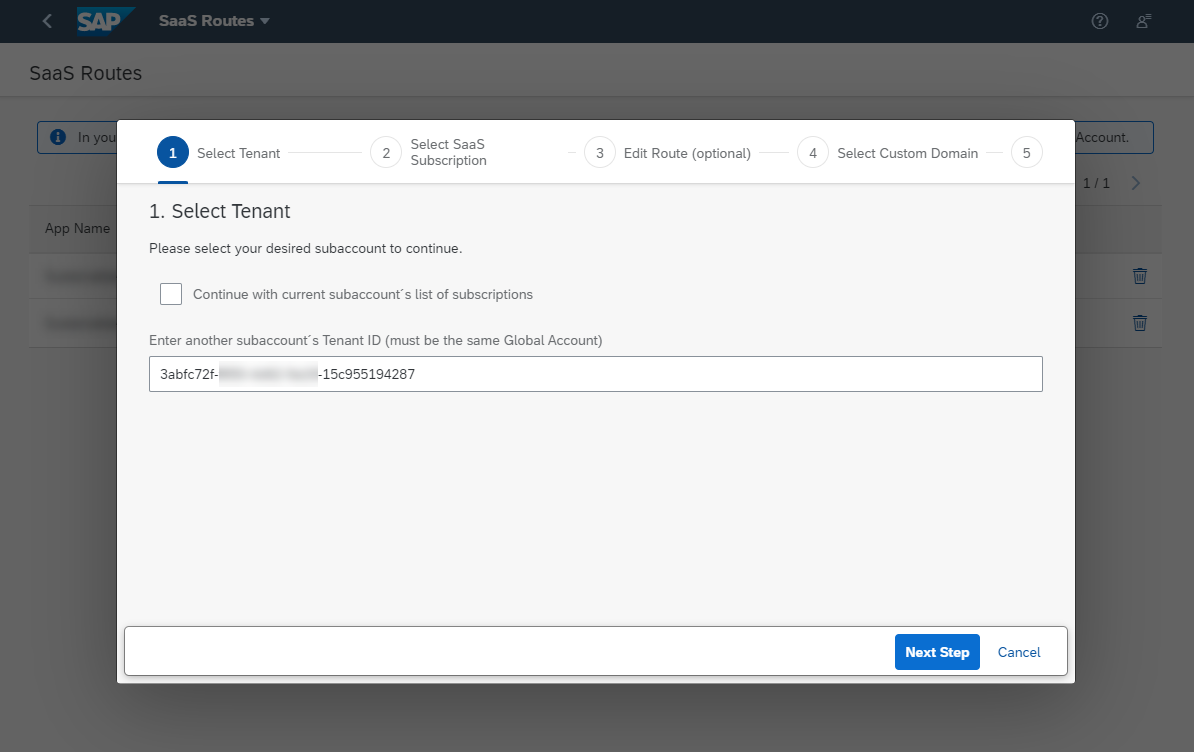 SAP SaaS Routes
SaaS Routes
In you
Account.
1 Select Tenant
2 Select SaaS
Subscription
3 Edit Route (optional)
4 Select Custom Domain
5
1 / 1
App Name
1. Select Tenant
Please select your desired subaccount to continue.
Continue with current subaccount´s list of subscriptions
Enter another subaccount´s Tenant ID (must be the same Global Account)
3abfc72f-
-15c955194287
Next Step Cancel